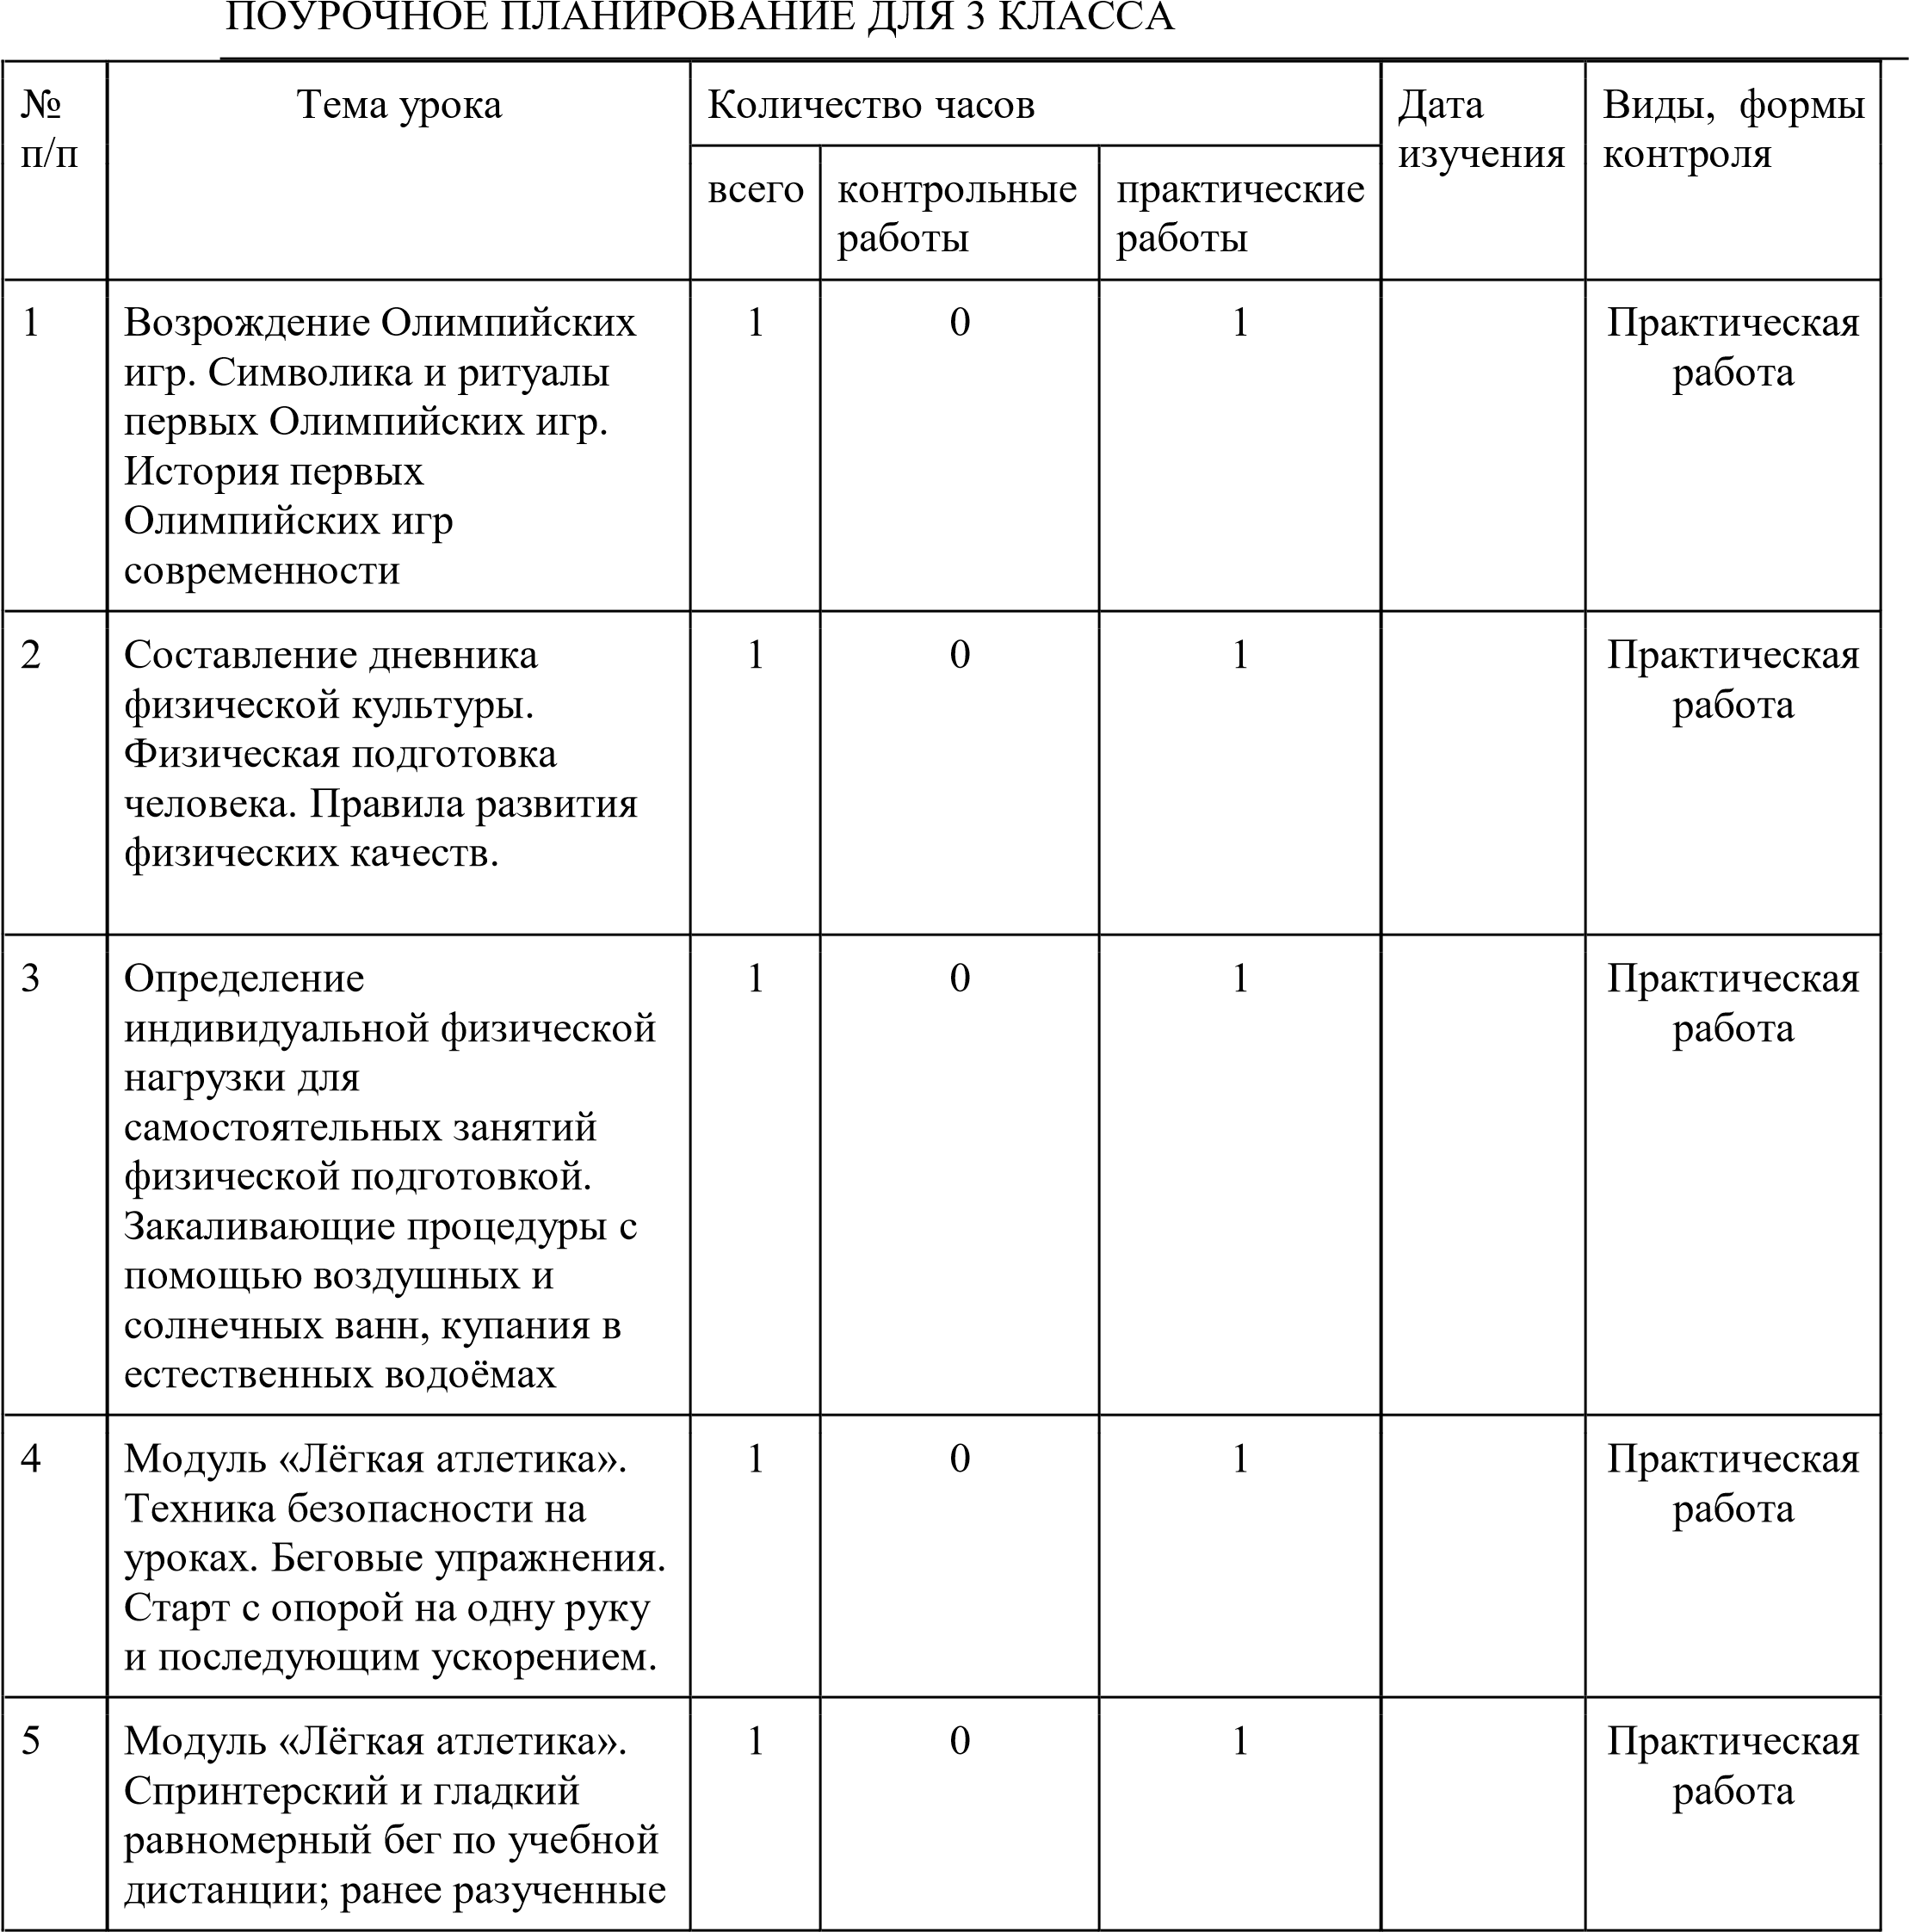 ПОУРОЧНОЕ ПЛАНИРОВАНИЕ ДЛЯ 3 КЛАССА
№ п/п
Тема урока
Количество часов
Дата изучения
Виды, формы контроля
всего
контрольные работы
практические работы
1
Возрождение Олимпийских
игр. Символика и ритуалы
первых Олимпийских игр.
История первых
Олимпийских игр
современности
1
0
1
Практическая
работа
2
Составление дневника
физической культуры.
Физическая подготовка
человека. Правила развития
физических качеств.
1
0
1
Практическая
работа
3
Определение
индивидуальной физической
нагрузки для
самостоятельных занятий
физической подготовкой.
Закаливающие процедуры с
помощью воздушных и
солнечных ванн, купания в
естественных водоёмах
1
0
1
Практическая
работа
4
Модуль «Лёгкая атлетика».
Техника безопасности на
уроках. Беговые упражнения.
Старт с опорой на одну руку
и последующим ускорением.
1
0
1
Практическая
работа
5
Модуль «Лёгкая атлетика».
Спринтерский и гладкий
равномерный бег по учебной
дистанции; ранее разученные
1
0
1
Практическая
работа